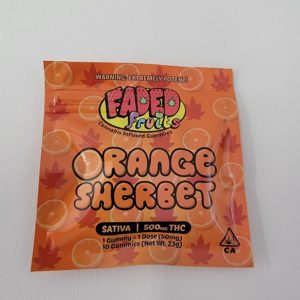 WARNING: EXTREMELY POTENT!
FADED
fruits
Cannabis Infused Gummies
ORANGE
SHERBET
SATIVA | 500MG THC
1 Gummy = 1 Dose (50mg)
10 Gummies (Net Wt. 23g)
CA